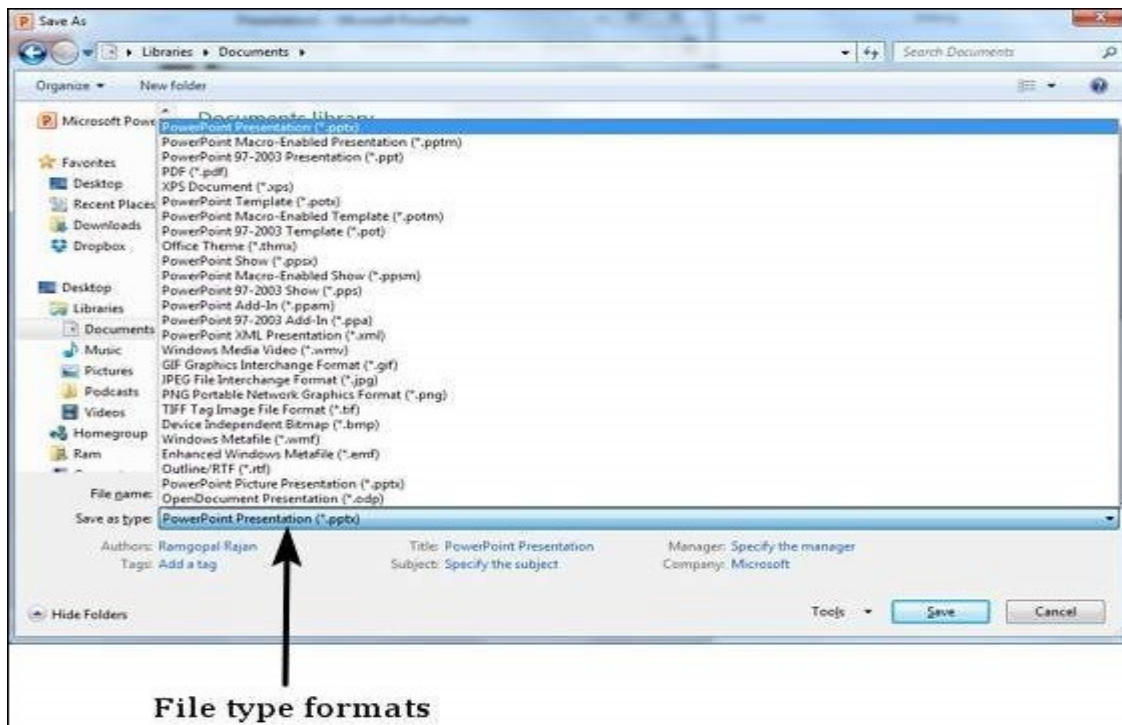 Save As
Libraries Documents
Search Documents
Organize New folder
Microsoft Powe Documents library
PowerPoint Presentation (*.pptx)
PowerPoint Macro-Enabled Presentation (*.pptm)
PowerPoint 97-2003 Presentation (*.ppt)
PDF (*.pdf)
XPS Document (*.xps)
PowerPoint Template (*.potx)
PowerPoint Macro-Enabled Template (*.potm)
PowerPoint 97-2003 Template (*.pot)
Office Theme (*.thmx)
PowerPoint Show (*.ppsx)
PowerPoint Macro-Enabled Show (*.ppsm)
PowerPoint 97-2003 Show (*.pps)
PowerPoint Add-In (*.ppam)
PowerPoint 97-2003 Add-In (*.ppa)
PowerPoint XML Presentation (*.xml)
Windows Media Video (*.wmv)
GIF Graphics Interchange Format (*.gif)
JPEG File Interchange Format (*.jpg)
PNG Portable Network Graphics Format (*.png)
TIFF Tag Image File Format (*.tif)
Device Independent Bitmap (*.bmp)
Windows Metafile (*.wmf)
Enhanced Windows Metafile (*.emf)
Outline/RTF (*.rtf)
PowerPoint Picture Presentation (*.pptx)
OpenDocument Presentation (*.odp)
Favorites
Desktop
Recent Places
Downloads
Dropbox
Desktop
Libraries
Documents
Music
Pictures
Podcasts
Videos
Homegroup
Ram
File name:
Save as type: PowerPoint Presentation (*.pptx)
Authors: Ramgopal Rajan Title: PowerPoint Presentation Manager: Specify the manager
Tags: Add a tag Subject: Specify the subject Company: Microsoft
Hide Folders Tools Save Cancel
File type formats